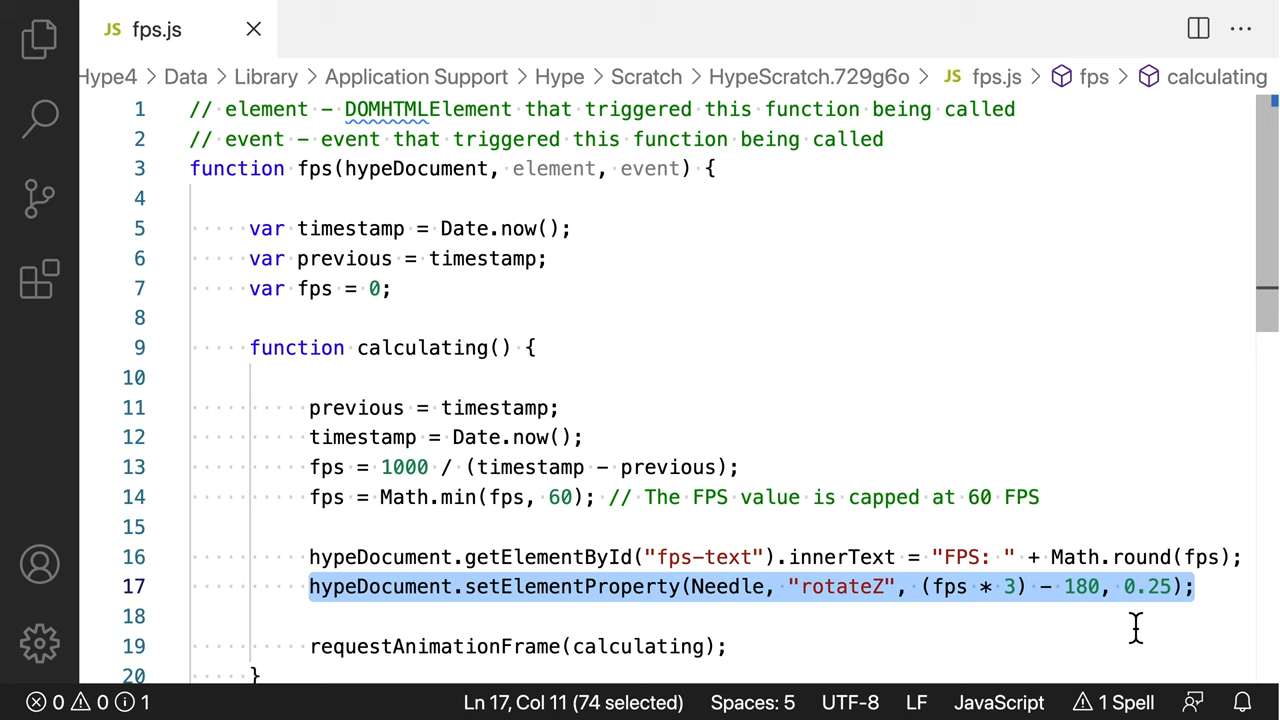 JS fps.js
Hype4 > Data > Library > Application Support > Hype > Scratch > HypeScratch.729g6o > JS fps.js > fps > calculating
1 // element – DOMHTMLElement that triggered this function being called
2 // event – event that triggered this function being called
3 function fps(hypeDocument, element, event) {
4
5 var timestamp = Date.now();
6 var previous = timestamp;
7 var fps = 0;
8
9 function calculating() {
10
11 previous = timestamp;
12 timestamp = Date.now();
13 fps = 1000 / (timestamp - previous);
14 fps = Math.min(fps, 60); // The FPS value is capped at 60 FPS
15
16 hypeDocument.getElementById("fps-text").innerText = "FPS: " + Math.round(fps);
17 hypeDocument.setElementProperty(Needle, "rotateZ", (fps * 3) - 180, 0.25);
18
19 requestAnimationFrame(calculating);
20 }
0 0 1 Ln 17, Col 11 (74 selected) Spaces: 5 UTF-8 LF JavaScript 1 Spell